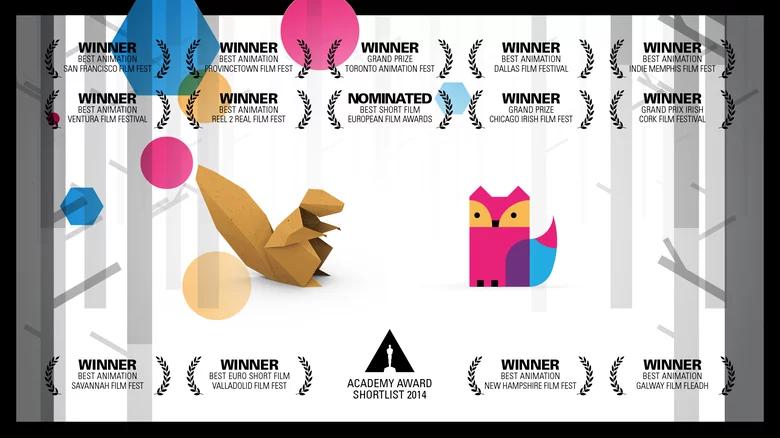 WINNER
BEST ANIMATION
SAN FRANCISCO FILM FEST
WINNER
BEST ANIMATION
PROVINCETOWN FILM FEST
WINNER
GRAND PRIZE
TORONTO ANIMATION FEST
WINNER
BEST ANIMATION
DALLAS FILM FESTIVAL
WINNER
BEST ANIMATION
INDIE MEMPHIS FILM FEST
WINNER
BEST ANIMATION
VENTURA FILM FESTIVAL
WINNER
BEST ANIMATION
REEL 2 REAL FILM FEST
NOMINATED
BEST SHORT FILM
EUROPEAN FILM AWARDS
WINNER
GRAND PRIZE
CHICAGO IRISH FILM FEST
WINNER
GRAND PRIX IRISH
CORK FILM FESTIVAL
WINNER
BEST ANIMATION
SAVANNAH FILM FEST
WINNER
BEST EURO SHORT FILM
VALLADOLID FILM FEST
ACADEMY AWARD
SHORTLIST 2014
WINNER
BEST ANIMATION
NEW HAMPSHIRE FILM FEST
WINNER
BEST ANIMATION
GALWAY FILM FLEADH